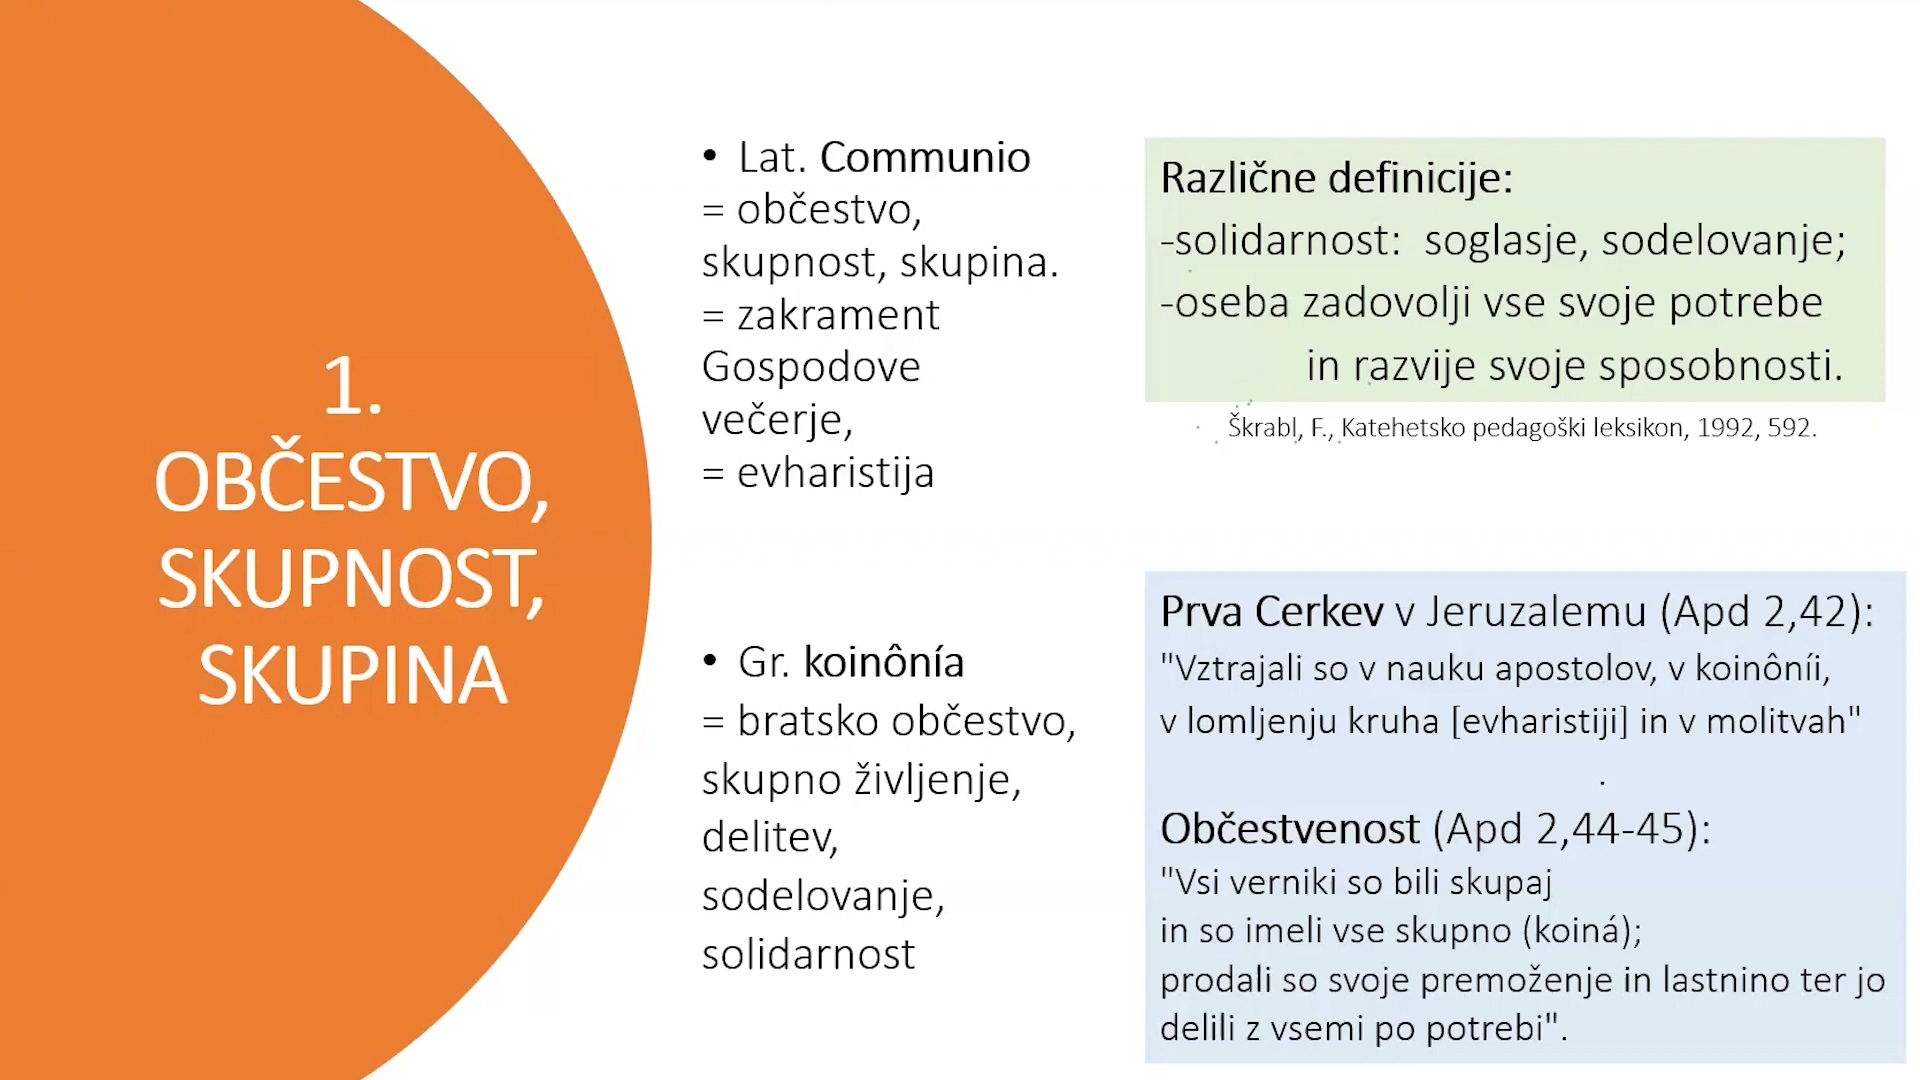 1.
OBČESTVO,
SKUPNOST,
SKUPINA
• Lat. Communio
= občestvo,
skupnost, skupina.
= zakrament
Gospodove
večerje,
= evharistija
• Gr. koinônía
= bratsko občestvo,
skupno življenje,
delitev,
sodelovanje,
solidarnost
Različne definicije:
-solidarnost: soglasje, sodelovanje;
-oseba zadovolji vse svoje potrebe
in razvije svoje sposobnosti.
Škrabl, F., Katehetsko pedagoški leksikon, 1992, 592.
Prva Cerkev v Jeruzalemu (Apd 2,42):
"Vztrajali so v nauku apostolov, v koinôníi,
v lomljenju kruha [evharistiji] in v molitvah"
.
Občestvenost (Apd 2,44-45):
"Vsi verniki so bili skupaj
in so imeli vse skupno (koiná);
prodali so svoje premoženje in lastnino ter jo
delili z vsemi po potrebi".